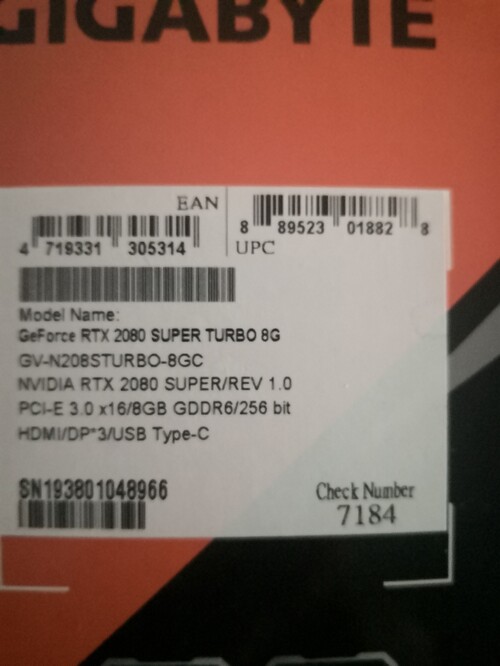 GIGABYTE
EAN
4 719331 305314
8 89523 01882 8
UPC
Model Name:
GeForce RTX 2080 SUPER TURBO 8G
GV-N208STURBO-8GC
NVIDIA RTX 2080 SUPER/REV 1.0
PCI-E 3.0 x16/8GB GDDR6/256 bit
HDMI/DP*3/USB Type-C
SN193801048966
Check Number
7184